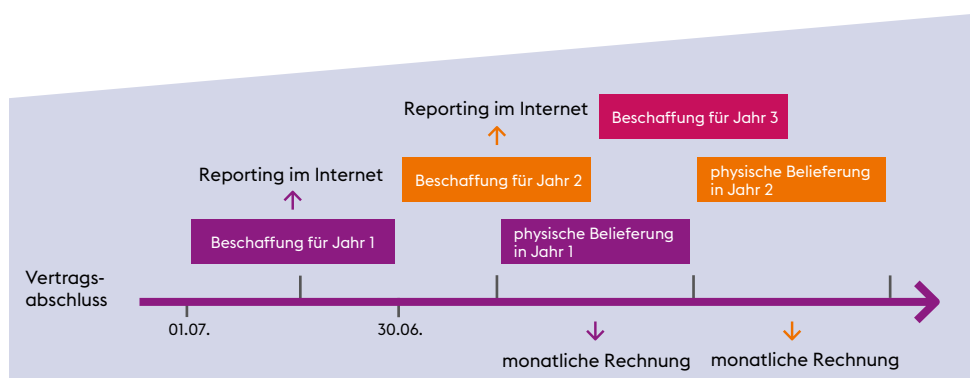 Reporting im Internet
Beschaffung für Jahr 3
Reporting im Internet
Beschaffung für Jahr 2
physische Belieferung
in Jahr 2
Beschaffung für Jahr 1
physische Belieferung
in Jahr 1
Vertrags-
abschluss
01.07.
30.06.
monatliche Rechnung
monatliche Rechnung